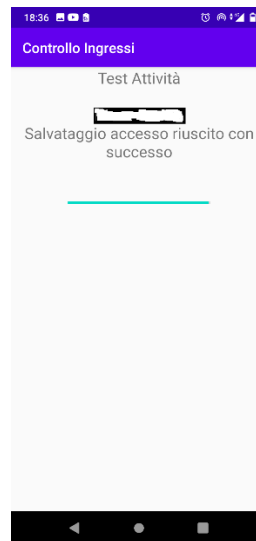 18:36
Controllo Ingressi
Test Attività
Salvataggio accesso riuscito con
successo